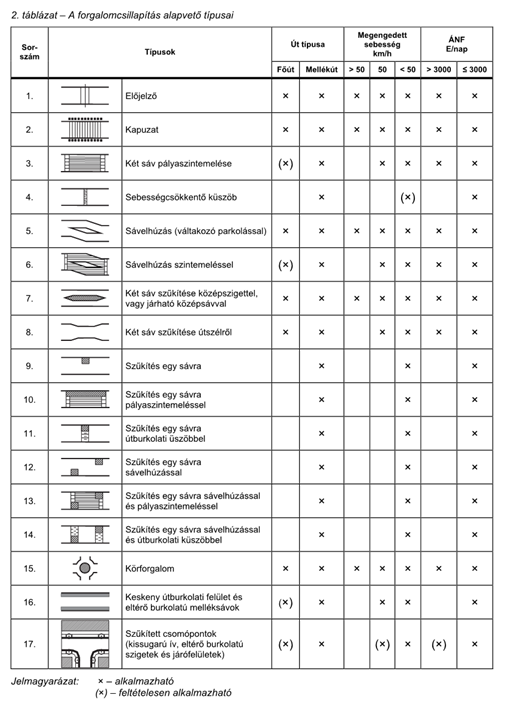 2. táblázat – A forgalomcsillapítás alapvető típusai
Sor-
szám
Típusok
Út típusa
Megengedett
sebesség
km/h
ÁNF
E/nap
Főút Mellékút > 50 50 < 50 > 3000 ≤ 3000
1. Előjelző × × × × × × ×
2. Kapuzat × × × × × × ×
3. Két sáv pályaszintemelése (×) × × × × ×
4. Sebességcsökkentő küszöb × (×) ×
5. Sávelhúzás (váltakozó parkolással) × × × × × × ×
6. Sávelhúzás szintemeléssel (×) × × × × ×
7. Két sáv szűkítése középszigettel,
vagy járható középsávval × × × × × × ×
8. Két sáv szűkítése útszélről × × × × × ×
9. Szűkítés egy sávra × × ×
10. Szűkítés egy sávra
pályaszintemeléssel × × ×
11. Szűkítés egy sávra
útburkolati üszöbbel × × ×
12. Szűkítés egy sávra
sávelhúzással × × ×
13. Szűkítés egy sávra sávelhúzással
és pályaszintemeléssel × × ×
14. Szűkítés egy sávra sávelhúzással
és útburkolati küszöbbel × × ×
15. Körforgalom × × × × × × ×
16. Keskeny útburkolati felület és
eltérő burkolatú melléksávok (×) × × × ×
17. Szűkített csomópontok
(kissugarú ív, eltérő burkolatú
szigetek és járófelületek) (×) × (×) × (×) ×
Jelmagyarázat: × – alkalmazható
(×) – feltételesen alkalmazható